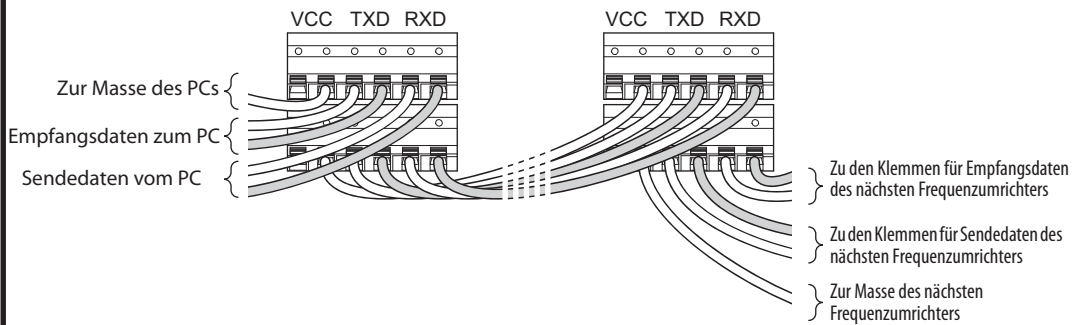 VCC TXD RXD
VCC TXD RXD
Zur Masse des PCs
Empfangsdaten zum PC
Sendedaten vom PC
Zu den Klemmen für Empfangsdaten
des nächsten Frequenzumrichters
Zu den Klemmen für Sendedaten des
nächsten Frequenzumrichters
Zur Masse des nächsten
Frequenzumrichters